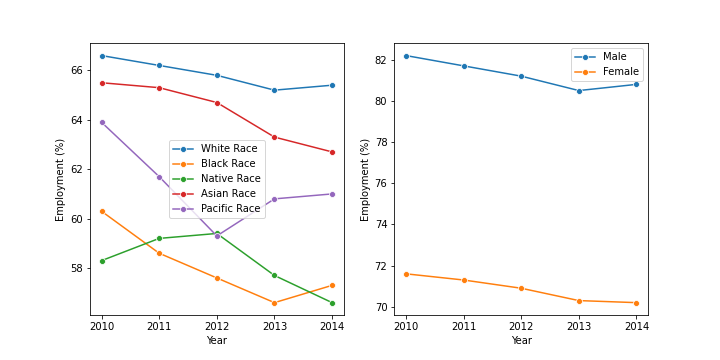 66
64
62
60
58
Employment (%)
2010 2011 2012 2013 2014
Year
White Race
Black Race
Native Race
Asian Race
Pacific Race
82
80
78
76
74
72
70
Employment (%)
2010 2011 2012 2013 2014
Year
Male
Female